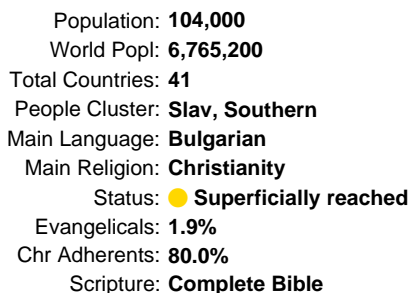 Population: 104,000
World Popl: 6,765,200
Total Countries: 41
People Cluster: Slav, Southern
Main Language: Bulgarian
Main Religion: Christianity
Status: Superficially reached
Evangelicals: 1.9%
Chr Adherents: 80.0%
Scripture: Complete Bible